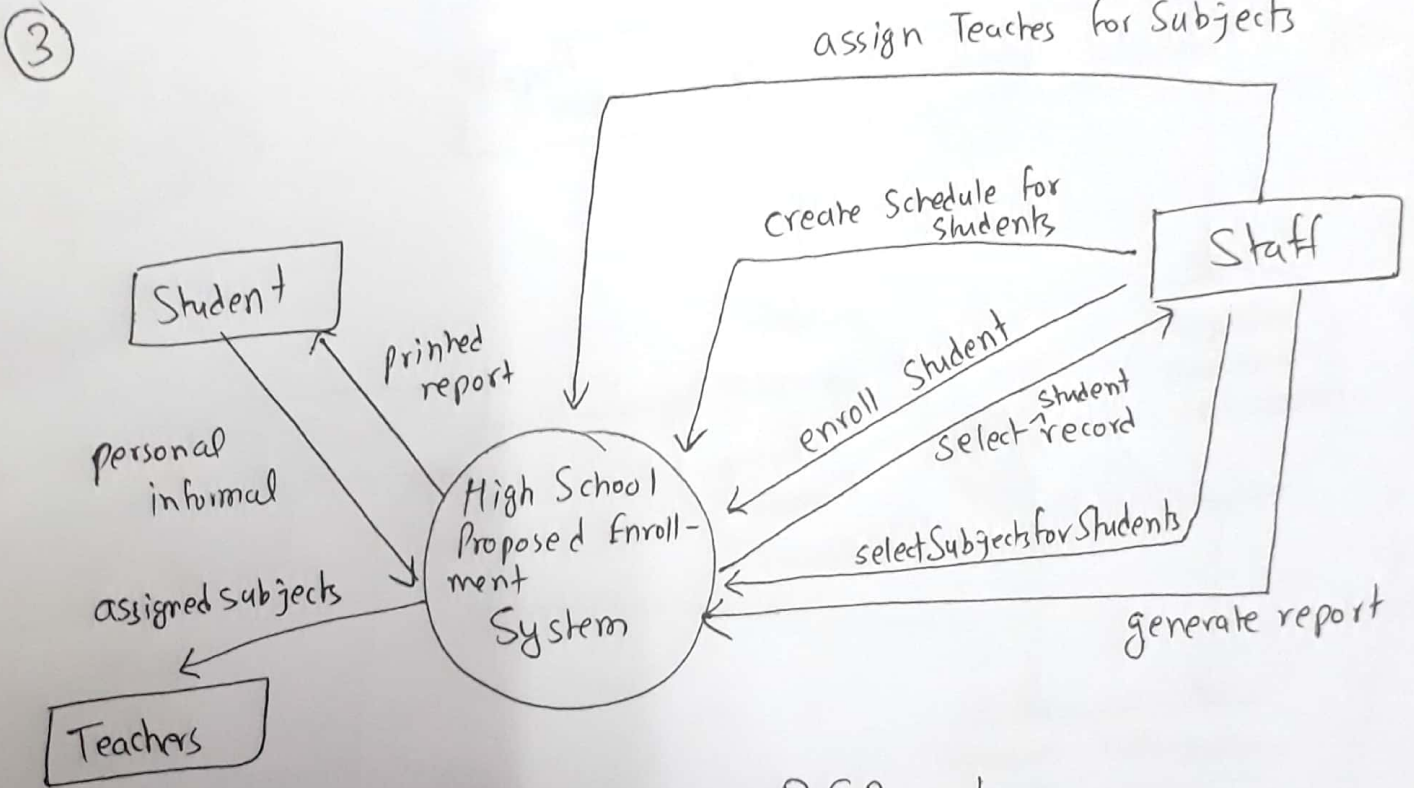 3
assign Teaches for Subjects
create Schedule for
students
Staff
Student
printed
report
enroll Student
student
select ^ record
personal
informal
High School
Proposed Enroll-
ment
System
selectSubjectsforStudents
assigned subjects
generate report
Teachers